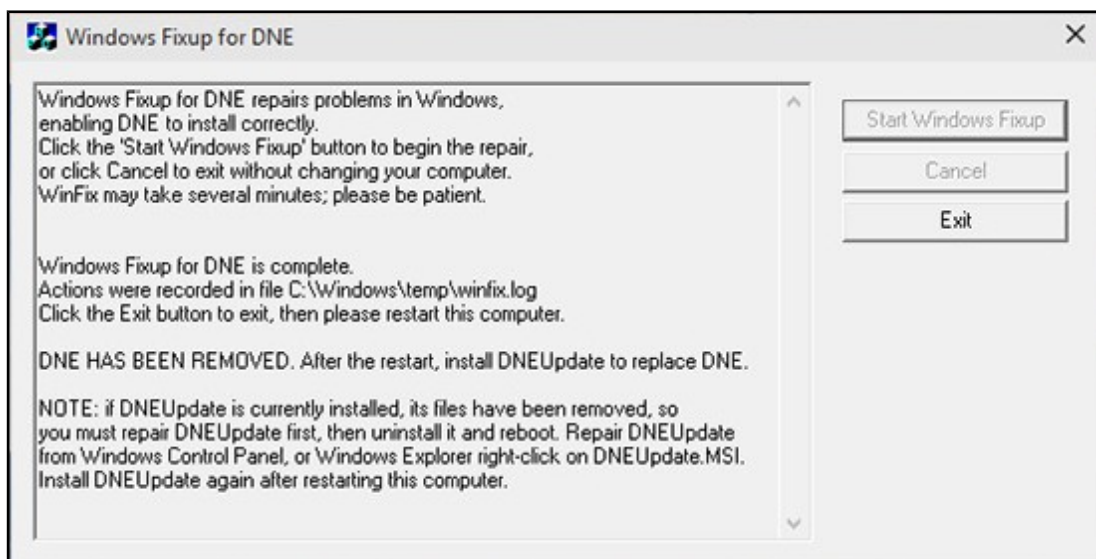 Windows Fixup for DNE
Windows Fixup for DNE repairs problems in Windows,
enabling DNE to install correctly.
Click the 'Start Windows Fixup' button to begin the repair,
or click Cancel to exit without changing your computer.
WinFix may take several minutes; please be patient.
Windows Fixup for DNE is complete.
Actions were recorded in file C:\Windows\temp\winfix.log
Click the Exit button to exit, then please restart this computer.
DNE HAS BEEN REMOVED. After the restart, install DNEUpdate to replace DNE.
NOTE: if DNEUpdate is currently installed, its files have been removed, so
you must repair DNEUpdate first, then uninstall it and reboot. Repair DNEUpdate
from Windows Control Panel, or Windows Explorer right-click on DNEUpdate.MSI.
Install DNEUpdate again after restarting this computer.
Start Windows Fixup
Cancel
Exit